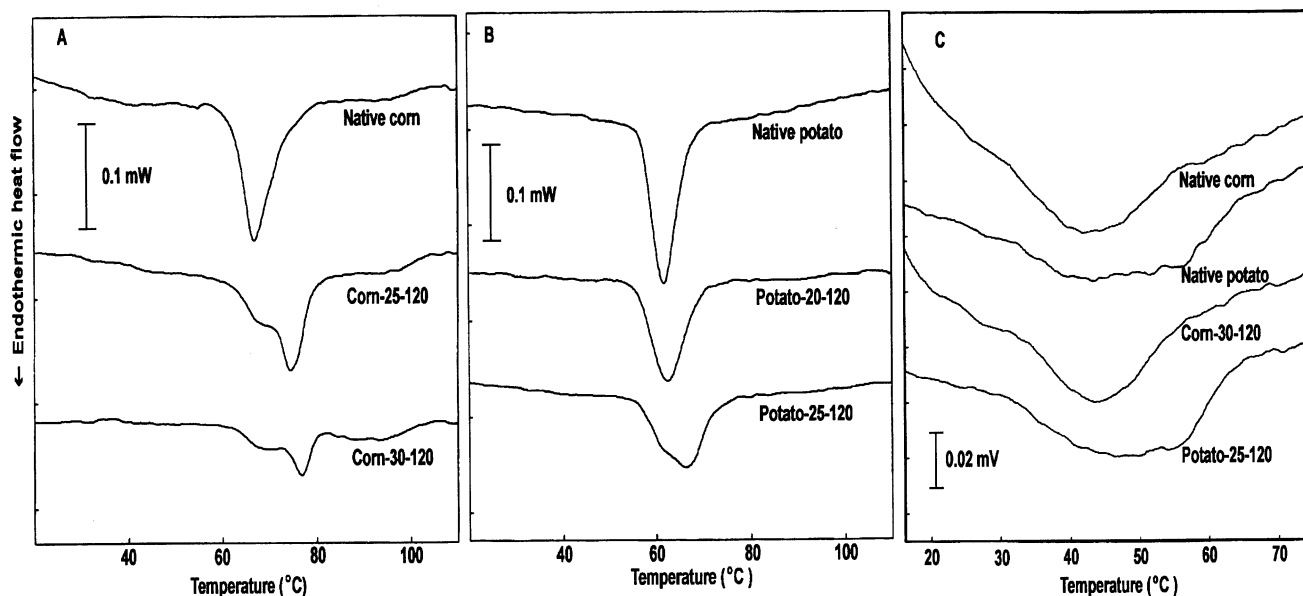 ← Endothermic heat flow
A
Native corn
0.1 mW
Corn-25-120
Corn-30-120
40
60
80
100
Temperature (°C)
B
Native potato
0.1 mW
Potato-20-120
Potato-25-120
40
60
80
100
Temperature (°C)
C
Native corn
Native potato
Corn-30-120
0.02 mV
Potato-25-120
20
30
40
50
60
70
Temperature (°C)